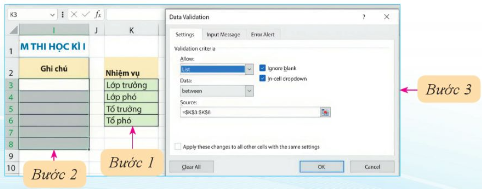 K3
fx
I J K L
1 M THI HỌC KÌ I
2 Ghi chú Nhiệm vụ
3 Lớp trưởng
4 Lớp phó
5 Tổ trưởng
6 Tổ phó
7
8
9
10
Bước 2
Bước 1
Data Validation ? ×
Settings Input Message Error Alert
Validation criteria
Allow:
List
Ignore blank
In-cell dropdown
Data:
between
Source:
Apply these changes to all other cells with the same settings
Clear All OK Cancel
Bước 3